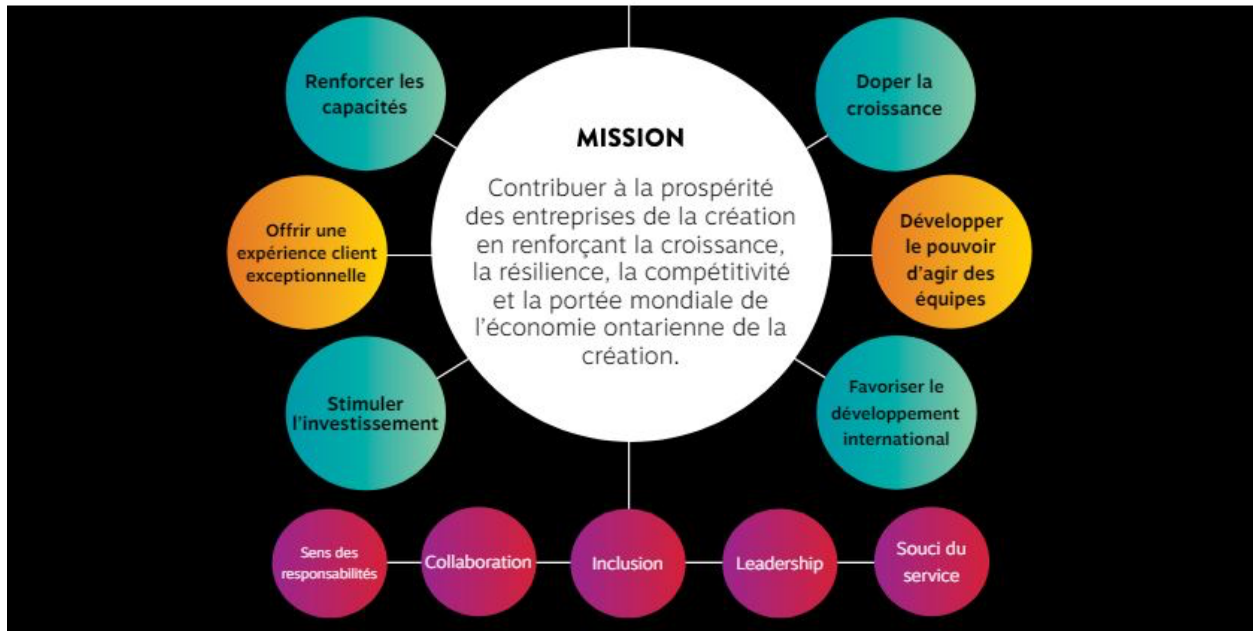 Renforcer les
capacités
Doper la
croissance
MISSION
Contribuer à la prospérité
des entreprises de la création
en renforçant la croissance,
la résilience, la compétitivité
et la portée mondiale de
l'économie ontarienne de la
création.
Offrir une
expérience client
exceptionnelle
Développer
le pouvoir
d'agir des
équipes
Stimuler
l'investissement
Favoriser le
développement
international
Sens des
responsabilités
Collaboration
Inclusion
Leadership
Souci du
service